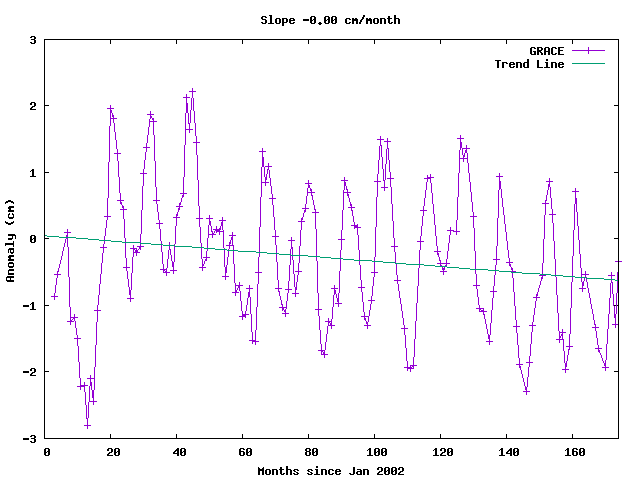 Slope -0.00 cm/month
GRACE
Trend Line
3
2
1
0
-1
-2
-3
Anomaly (cm)
0 20 40 60 80 100 120 140 160
Months since Jan 2002